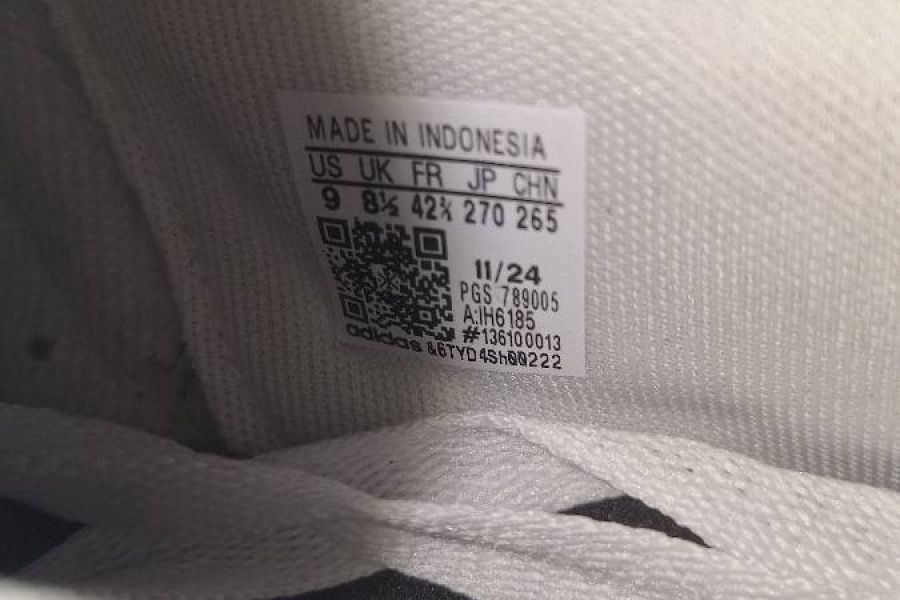 MADE IN INDONESIA
US UK FR JP CHN
9 8½ 42⅔ 270 265
11/24
PGS 789005
A:IH6185
#136100013
adidas &6TYD4Sh00222